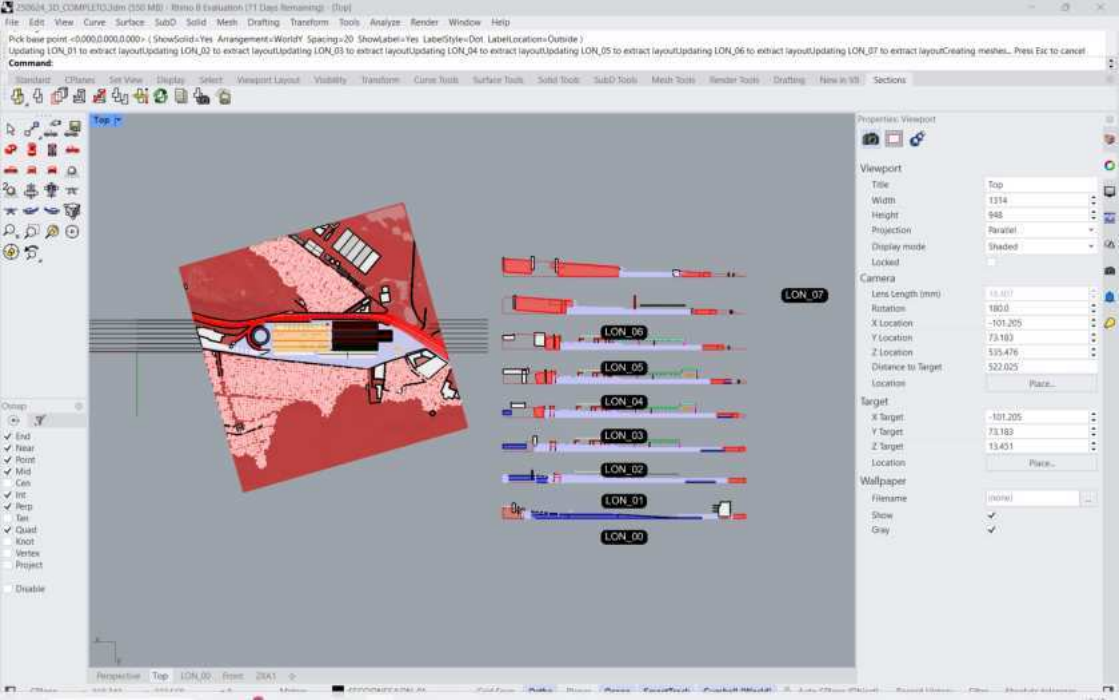 250624_3D_COMPLETO.3dm (550 MB) - Rhino 8 Evaluation (71 Days Remaining) - [Top]
File Edit View Curve Surface SubD Solid Mesh Drafting Transform Tools Analyze Render Window Help
Pick base point <0.000,0.000,0.000> ( ShowSolid=Yes Arrangement=WorldY Spacing=20 ShowLabel=Yes LabelStyle=Dot LabelLocation=Outside )
Updating LON_01 to extract layoutUpdating LON_02 to extract layoutUpdating LON_03 to extract layoutUpdating LON_04 to extract layoutUpdating LON_05 to extract layoutUpdating LON_06 to extract layoutUpdating LON_07 to extract layoutCreating meshes... Press Esc to cancel
Command:
Standard CPlanes Set View Display Select Viewport Layout Visibility Transform Curve Tools Surface Tools Solid Tools SubD Tools Mesh Tools Render Tools Drafting New in V8 Sections
Top
LON_07
LON_06
LON_05
LON_04
LON_03
LON_02
LON_01
LON_00
Osnap
End
Near
Point
Mid
Cen
Int
Perp
Tan
Quad
Knot
Vertex
Project
Disable
Properties: Viewport
Viewport
Title Top
Width 1314
Height 948
Projection Parallel
Display mode Shaded
Locked
Camera
Lens Length (mm)
Rotation 180.0
X Location -101.205
Y Location 73.183
Z Location 535.476
Distance to Target 522.025
Location Place...
Target
X Target -101.205
Y Target 73.183
Z Target 13.451
Location Place...
Wallpaper
Filename (none) ...
Show
Gray
Perspective Top LON_00 Front